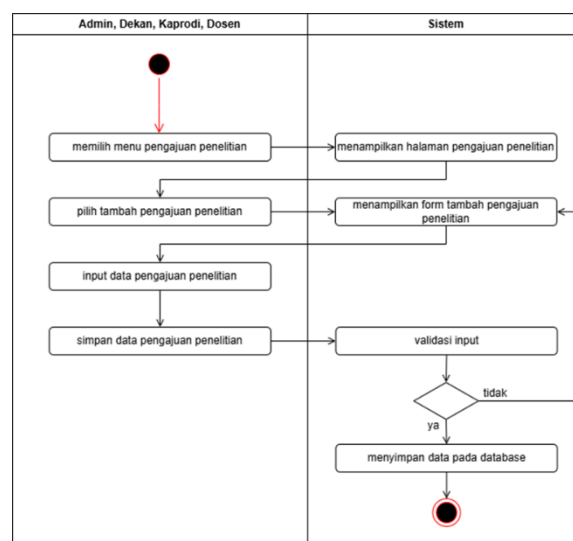 Admin, Dekan, Kaprodi, Dosen
Sistem
memilih menu pengajuan penelitian
menampilkan halaman pengajuan penelitian
pilih tambah pengajuan penelitian
menampilkan form tambah pengajuan
penelitian
input data pengajuan penelitian
simpan data pengajuan penelitian
validasi input
tidak
ya
menyimpan data pada database